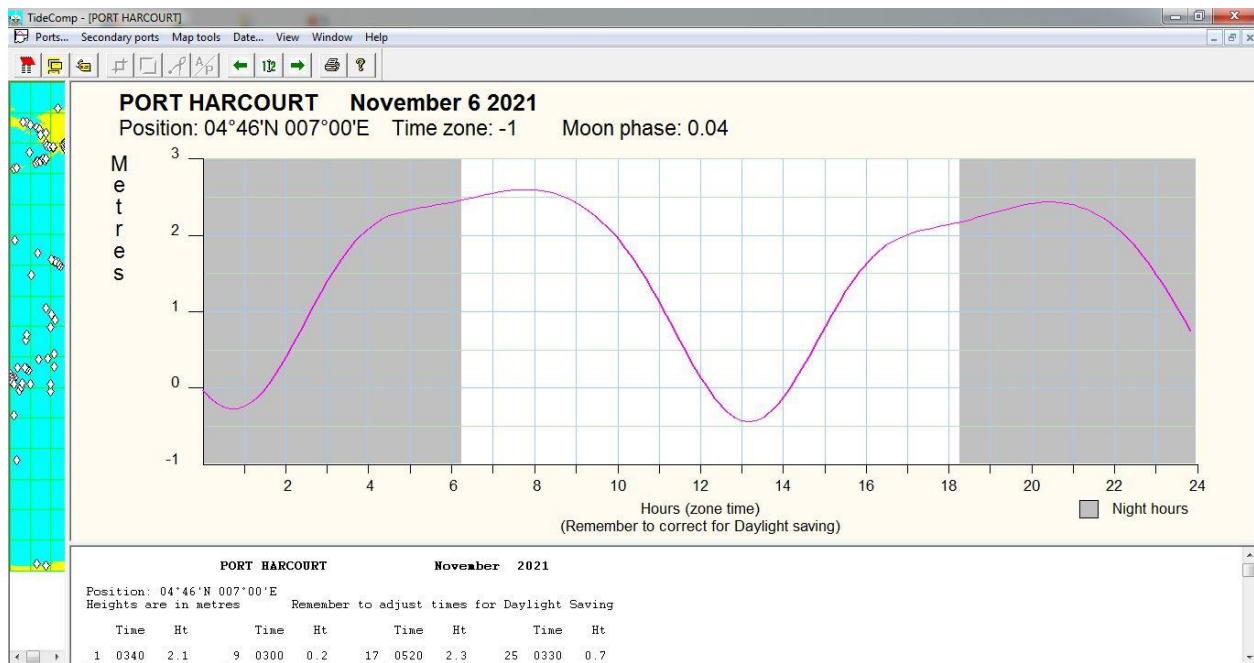 TideComp - [PORT HARCOURT]
Ports... Secondary ports Map tools Date... View Window Help
A/P 1|2 ?
PORT HARCOURT November 6 2021
Position: 04°46'N 007°00'E Time zone: -1 Moon phase: 0.04
Metres
3
2
1
0
-1
2 4 6 8 10 12 14 16 18 20 22 24
Hours (zone time)
(Remember to correct for Daylight saving)
Night hours
PORT HARCOURT November 2021
Position: 04°46'N 007°00'E
Heights are in metres Remember to adjust times for Daylight Saving
Time Ht Time Ht Time Ht Time Ht
1 0340 2.1 9 0300 0.2 17 0520 2.3 25 0330 0.7